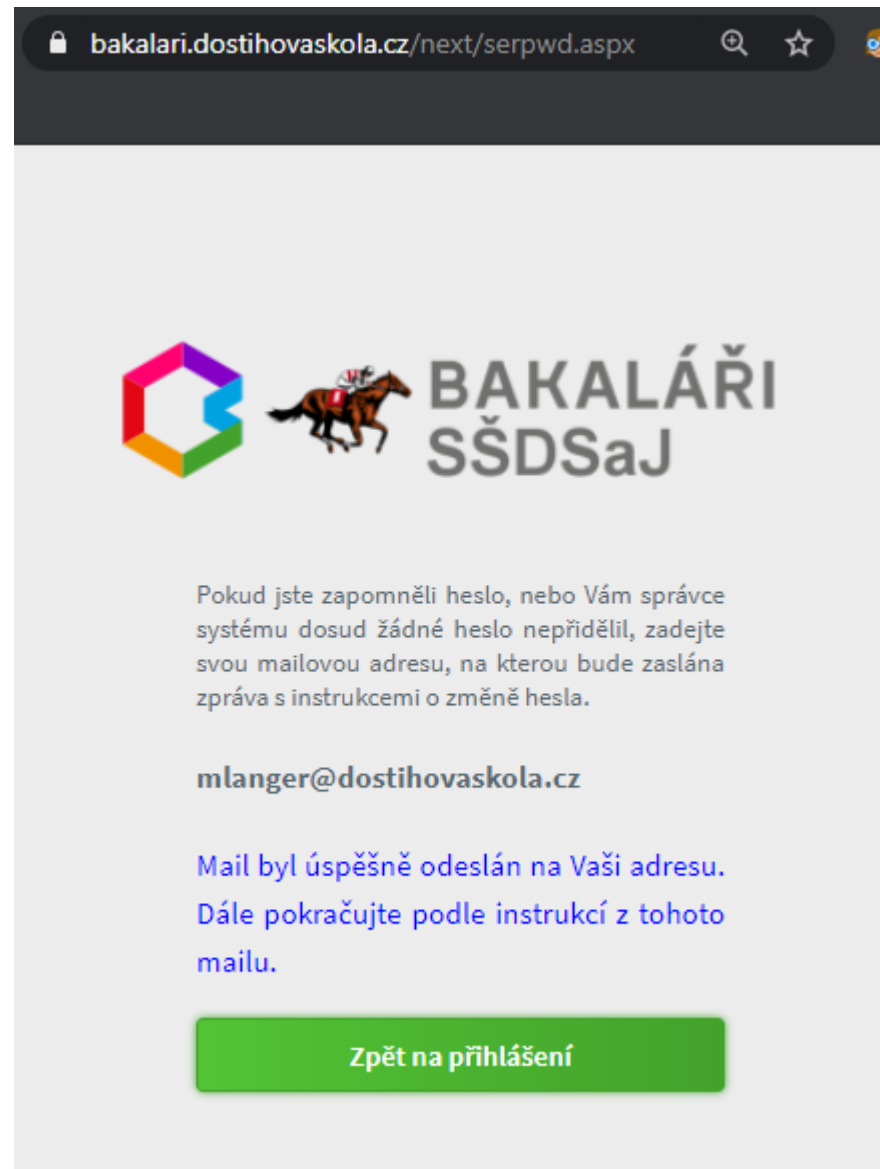 bakalari.dostihovaskola.cz/next/serpwd.aspx
BAKALÁŘI
SŠDSaJ
Pokud jste zapomněli heslo, nebo Vám správce
systému dosud žádné heslo nepřidělil, zadejte
svou mailovou adresu, na kterou bude zaslána
zpráva s instrukcemi o změně hesla.
mlanger@dostihovaskola.cz
Mail byl úspěšně odeslán na Vaši adresu.
Dále pokračujte podle instrukcí z tohoto
mailu.
Zpět na přihlášení